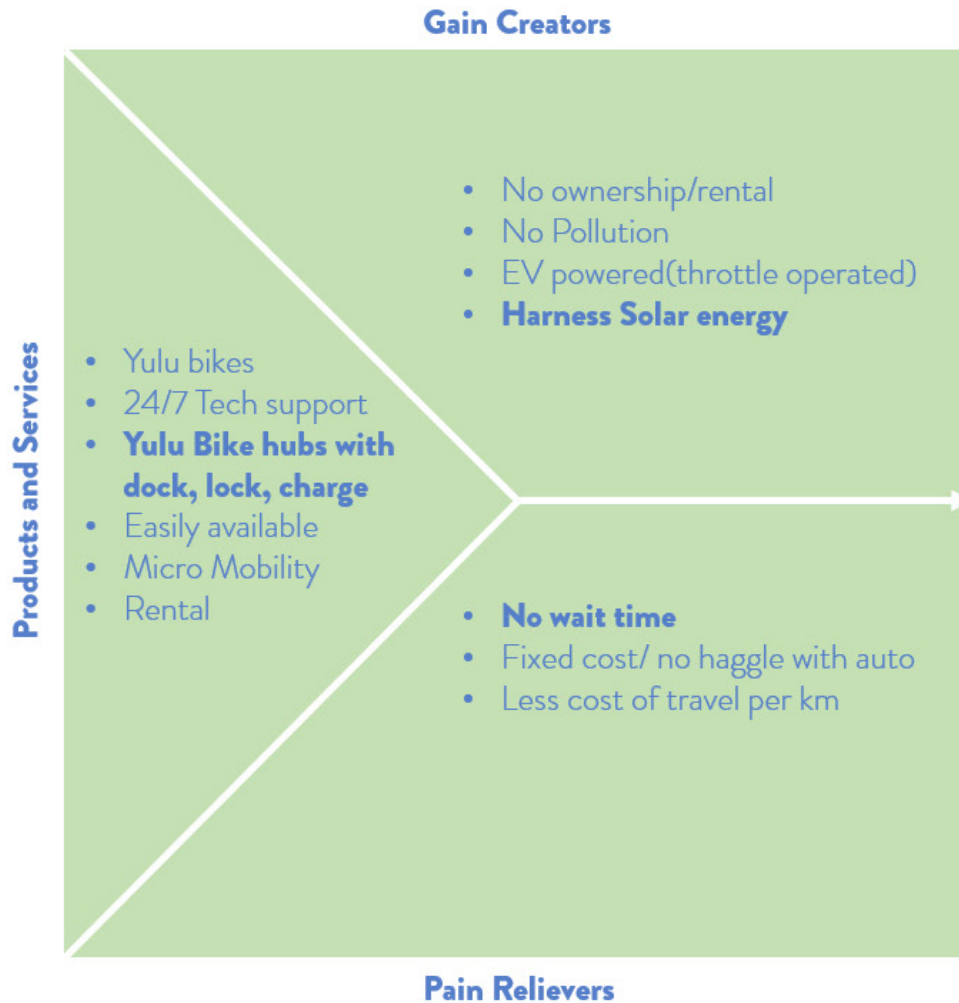 Gain Creators
• No ownership/rental
• No Pollution
• EV powered(throttle operated)
• Harness Solar energy
Products and Services
• Yulu bikes
• 24/7 Tech support
• Yulu Bike hubs with
dock, lock, charge
• Easily available
• Micro Mobility
• Rental
• No wait time
• Fixed cost/ no haggle with auto
• Less cost of travel per km
Pain Relievers